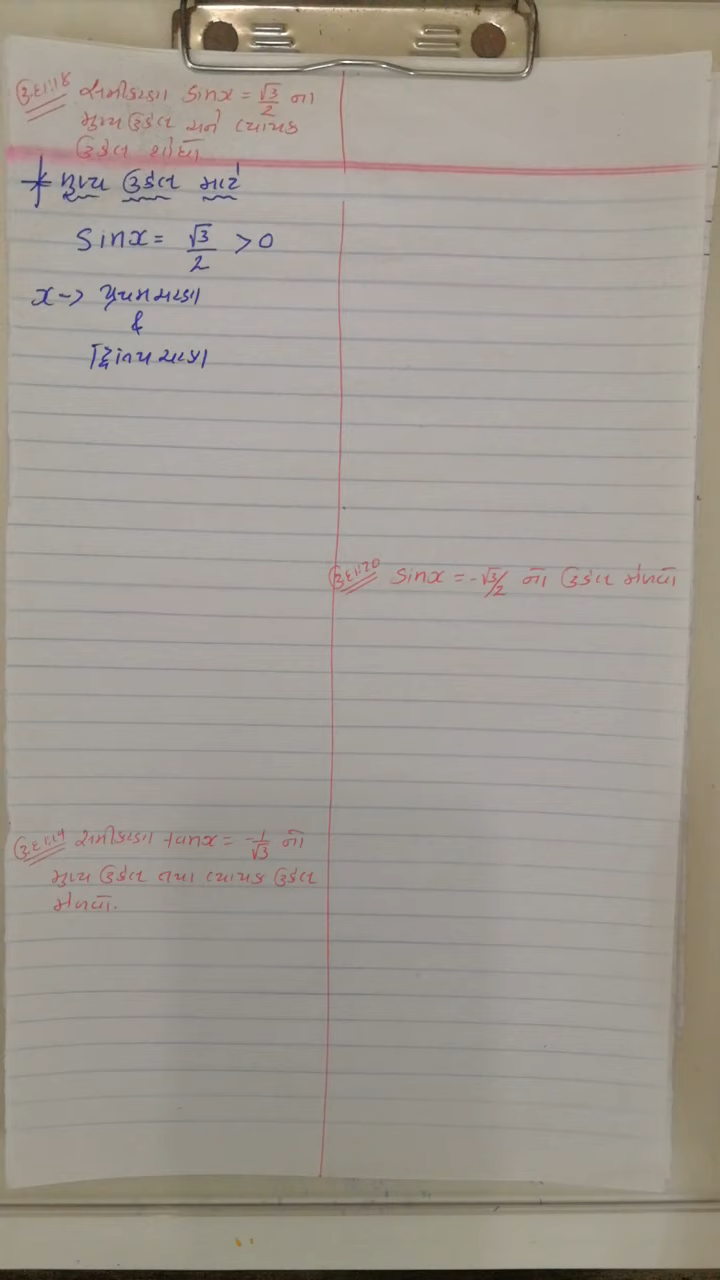 ઉદા:18 સમીકરણ sinx = √3/2 ના
મુખ્ય ઉકેલ અને વ્યાપક
ઉકેલ શોધો
* મુખ્ય ઉકેલ માટે
sinx = √3/2 > 0
x -> પ્રથમ ચરણ
&
દ્વિતીય ચરણ
ઉદા:19 સમીકરણ tanx = -1/√3 નો
મુખ્ય ઉકેલ તથા વ્યાપક ઉકેલ
મેળવો.
ઉદા:20 sinx = -√3/2 નો ઉકેલ મેળવો